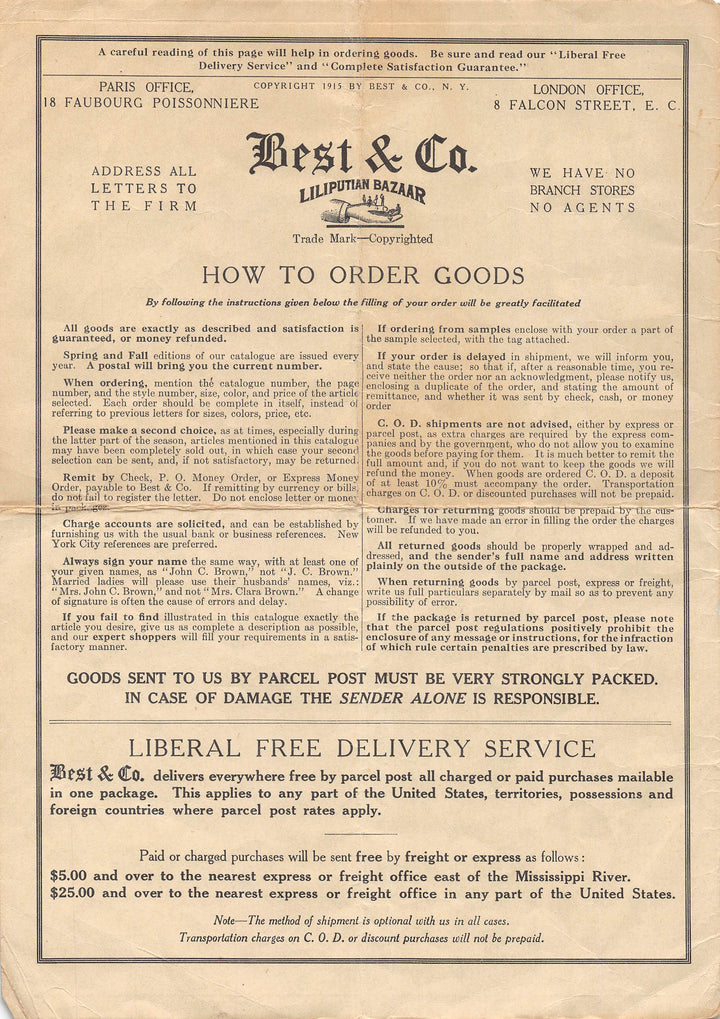 A careful reading of this page will help in ordering goods. Be sure and read our "Liberal Free
Delivery Service" and "Complete Satisfaction Guarantee."
PARIS OFFICE,
18 FAUBOURG POISSONNIERE
COPYRIGHT 1915 BY BEST & CO., N. Y.
LONDON OFFICE,
8 FALCON STREET, E. C.
ADDRESS ALL
LETTERS TO
THE FIRM
Best & Co.
LILIPUTIAN BAZAAR
Trade Mark—Copyrighted
WE HAVE NO
BRANCH STORES
NO AGENTS
HOW TO ORDER GOODS
By following the instructions given below the filling of your order will be greatly facilitated
All goods are exactly as described and satisfaction is
guaranteed, or money refunded.
Spring and Fall editions of our catalogue are issued every
year. A postal will bring you the current number.
When ordering, mention the catalogue number, the page
number, and the style number, size, color, and price of the article
selected. Each order should be complete in itself, instead of
referring to previous letters for sizes, colors, price, etc.
Please make a second choice, as at times, especially during
the latter part of the season, articles mentioned in this catalogue
may have been completely sold out, in which case your second
selection can be sent, and, if not satisfactory, may be returned.
Remit by Check, P. O. Money Order, or Express Money
Order, payable to Best & Co. If remitting by currency or bills,
do not fail to register the letter. Do not enclose letter or money
in packages.
Charge accounts are solicited, and can be established by
furnishing us with the usual bank or business references. New
York City references are preferred.
Always sign your name the same way, with at least one of
your given names, as "John C. Brown," not "J. C. Brown."
Married ladies will please use their husbands' names, viz.:
"Mrs. John C. Brown," and not "Mrs. Clara Brown." A change
of signature is often the cause of errors and delay.
If you fail to find illustrated in this catalogue exactly the
article you desire, give us as complete a description as possible,
and our expert shoppers will fill your requirements in a satis-
factory manner.
If ordering from samples enclose with your order a part of
the sample selected, with the tag attached.
If your order is delayed in shipment, we will inform you,
and state the cause; so that if, after a reasonable time, you re-
ceive neither the order nor an acknowledgment, please notify us,
enclosing a duplicate of the order, and stating the amount of
remittance, and whether it was sent by check, cash, or money
order
C. O. D. shipments are not advised, either by express or
parcel post, as extra charges are required by the express com-
panies and by the government, who do not allow you to examine
the goods before paying for them. It is much better to remit the
full amount and, if you do not want to keep the goods we will
refund the money. When goods are ordered C. O. D. a deposit
of at least 10% must accompany the order. Transportation
charges on C. O. D. or discounted purchases will not be prepaid.
Charges for returning goods should be prepaid by the cus-
tomer. If we have made an error in filling the order the charges
will be refunded to you.
All returned goods should be properly wrapped and ad-
dressed, and the sender's full name and address written
plainly on the outside of the package.
When returning goods by parcel post, express or freight,
write us full particulars separately by mail so as to prevent any
possibility of error.
If the package is returned by parcel post, please note
that the parcel post regulations positively prohibit the
enclosure of any message or instructions, for the infraction
of which rule certain penalties are prescribed by law.
GOODS SENT TO US BY PARCEL POST MUST BE VERY STRONGLY PACKED.
IN CASE OF DAMAGE THE SENDER ALONE IS RESPONSIBLE.
LIBERAL FREE DELIVERY SERVICE
Best & Co. delivers everywhere free by parcel post all charged or paid purchases mailable
in one package. This applies to any part of the United States, territories, possessions and
foreign countries where parcel post rates apply.
Paid or charged purchases will be sent free by freight or express as follows:
$5.00 and over to the nearest express or freight office east of the Mississippi River.
$25.00 and over to the nearest express or freight office in any part of the United States.
Note—The method of shipment is optional with us in all cases.
Transportation charges on C. O. D. or discount purchases will not be prepaid.